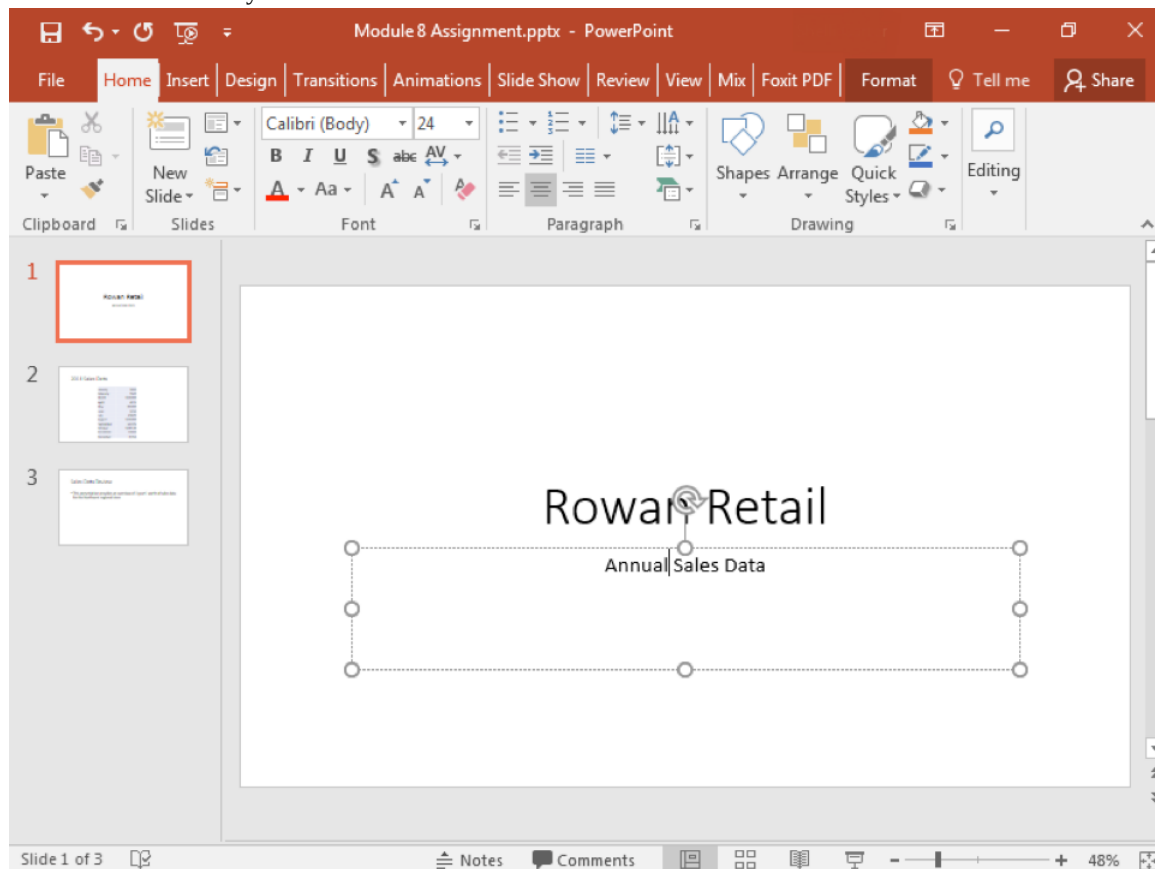 Module 8 Assignment.pptx - PowerPoint
File Home Insert Design Transitions Animations Slide Show Review View Mix Foxit PDF Format Tell me Share
Calibri (Body) 24
B I U S abc AV
Paste New Slide Shapes Arrange Quick Styles Editing
A Aa A A
Clipboard Slides Font Paragraph Drawing
1
Rowan Retail
2
3
Rowan Retail
Annual Sales Data
Slide 1 of 3 Notes Comments 48%